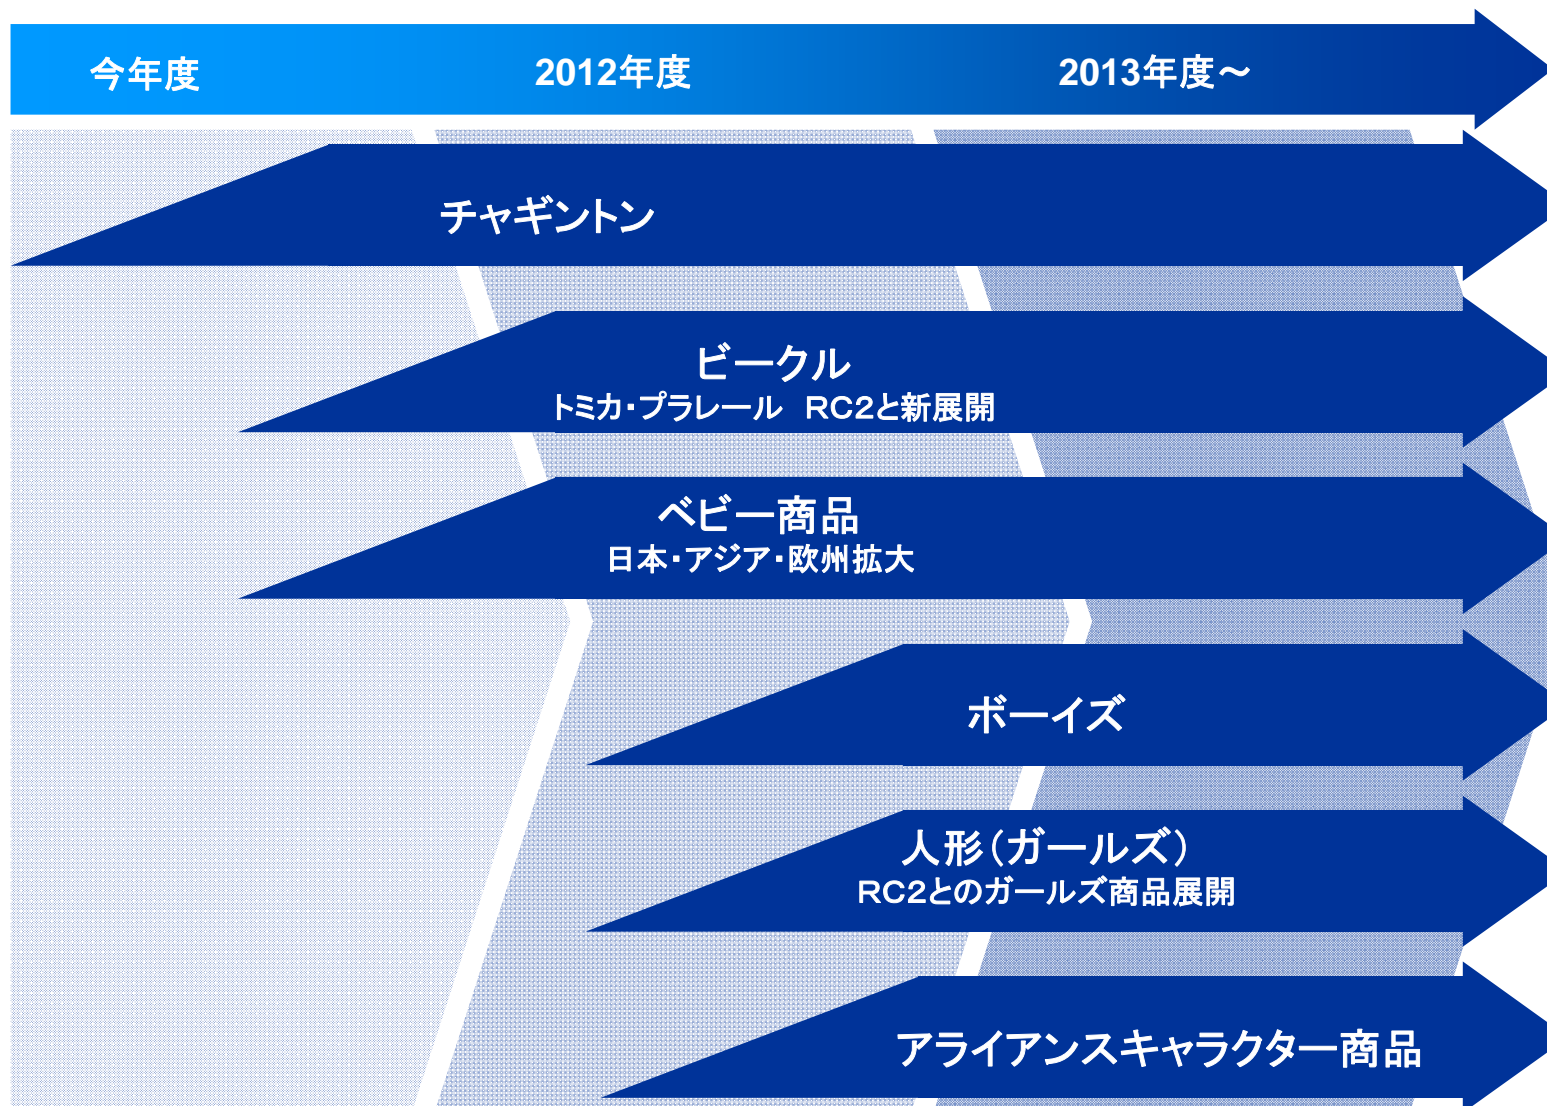 今年度 2012年度 2013年度～
チャギントン
ビークル
トミカ・プラレール　RC2と新展開
ベビー商品
日本・アジア・欧州拡大
ボーイズ
人形（ガールズ）
RC2とのガールズ商品展開
アライアンスキャラクター商品